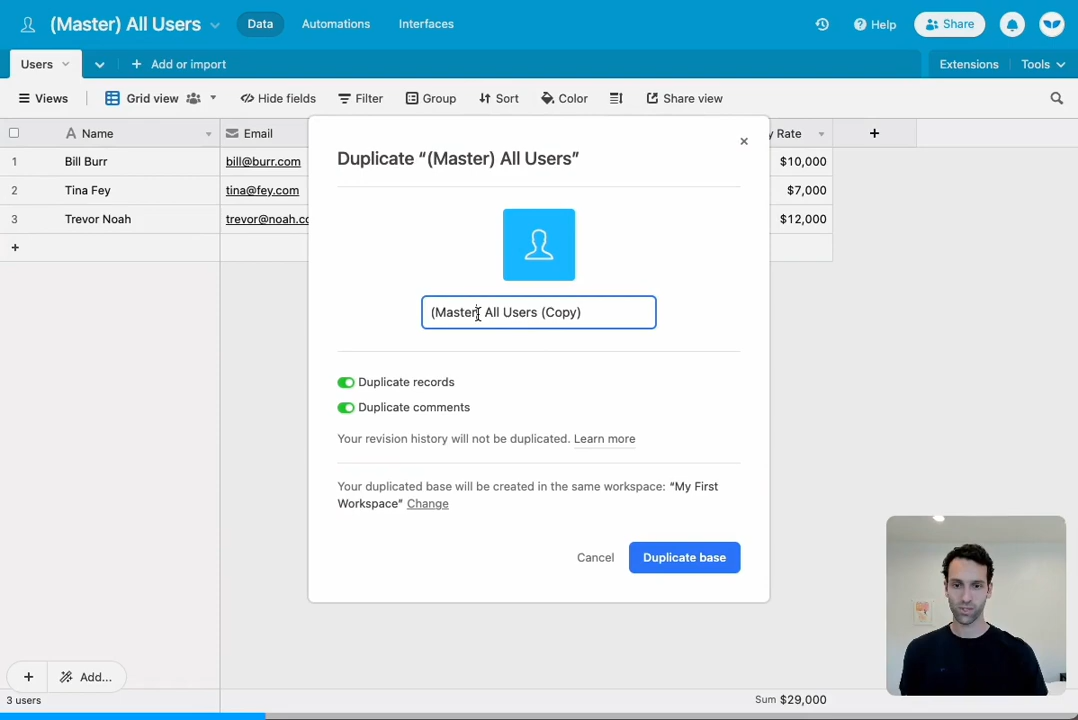 (Master) All Users
Data
Automations
Interfaces
Help
Share
Users
Add or import
Extensions
Tools
Views
Grid view
Hide fields
Filter
Group
Sort
Color
Share view
Name
Email
y Rate
1
Bill Burr
bill@burr.com
$10,000
2
Tina Fey
tina@fey.com
$7,000
3
Trevor Noah
trevor@noah.co
$12,000
Duplicate “(Master) All Users”
(Master) All Users (Copy)
Duplicate records
Duplicate comments
Your revision history will not be duplicated. Learn more
Your duplicated base will be created in the same workspace: “My First
Workspace” Change
Cancel
Duplicate base
Add...
3 users
Sum $29,000